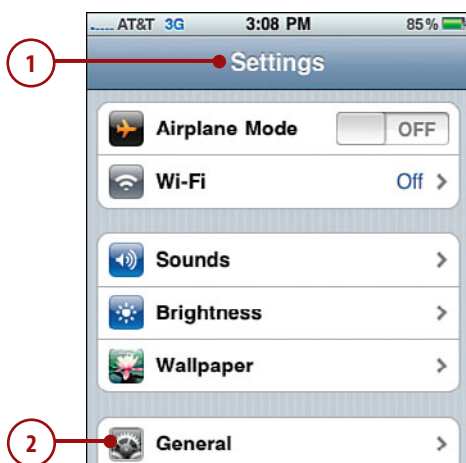 AT&T 3G 3:08 PM 85%
1
Settings
Airplane Mode OFF
Wi-Fi Off
Sounds
Brightness
Wallpaper
2
General